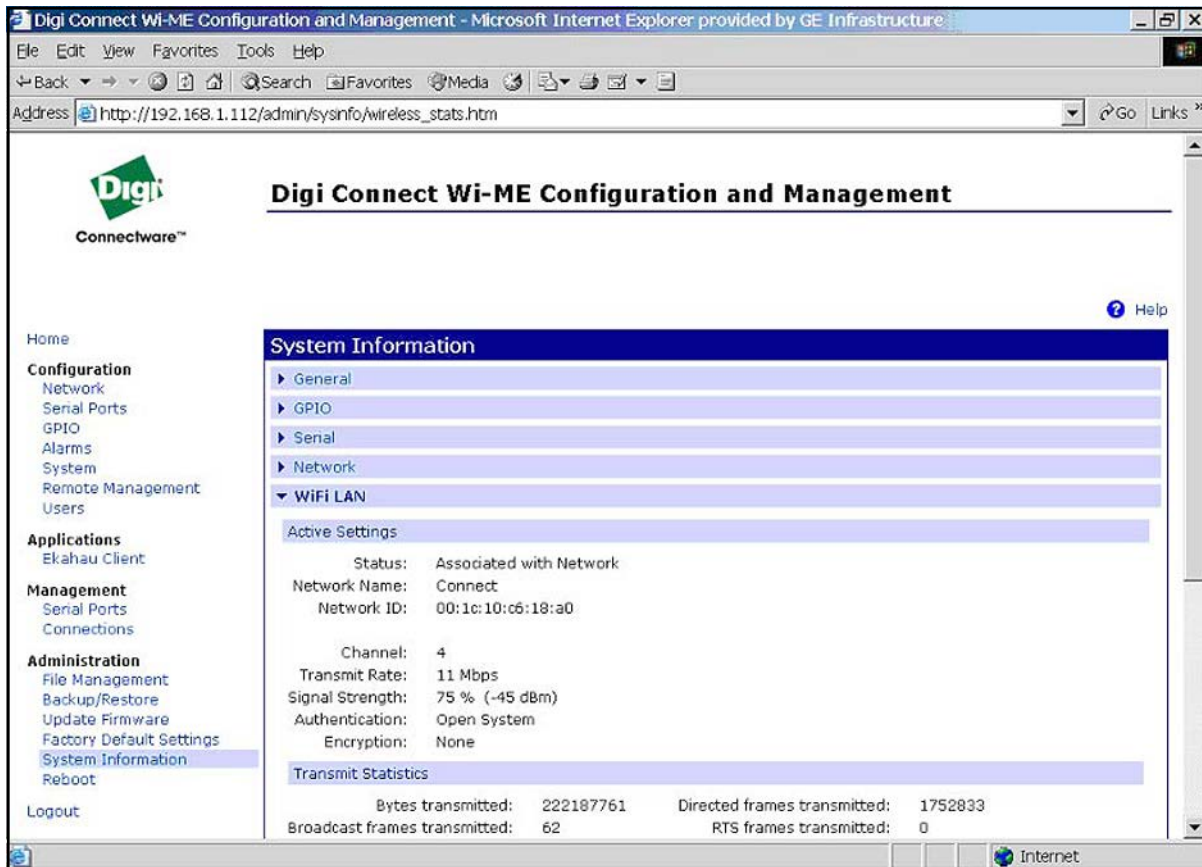 Digi Connect Wi-ME Configuration and Management - Microsoft Internet Explorer provided by GE Infrastructure
File Edit View Favorites Tools Help
Back Search Favorites Media
Address http://192.168.1.112/admin/sysinfo/wireless_stats.htm Go Links »
Digi
Connectware™
Digi Connect Wi-ME Configuration and Management
Help
Home
Configuration
Network
Serial Ports
GPIO
Alarms
System
Remote Management
Users
Applications
Ekahau Client
Management
Serial Ports
Connections
Administration
File Management
Backup/Restore
Update Firmware
Factory Default Settings
System Information
Reboot
Logout
System Information
General
GPIO
Serial
Network
WiFi LAN
Active Settings
Status: Associated with Network
Network Name: Connect
Network ID: 00:1c:10:c6:18:a0
Channel: 4
Transmit Rate: 11 Mbps
Signal Strength: 75 % (-45 dBm)
Authentication: Open System
Encryption: None
Transmit Statistics
Bytes transmitted: 222187761 Directed frames transmitted: 1752833
Broadcast frames transmitted: 62 RTS frames transmitted: 0
Internet